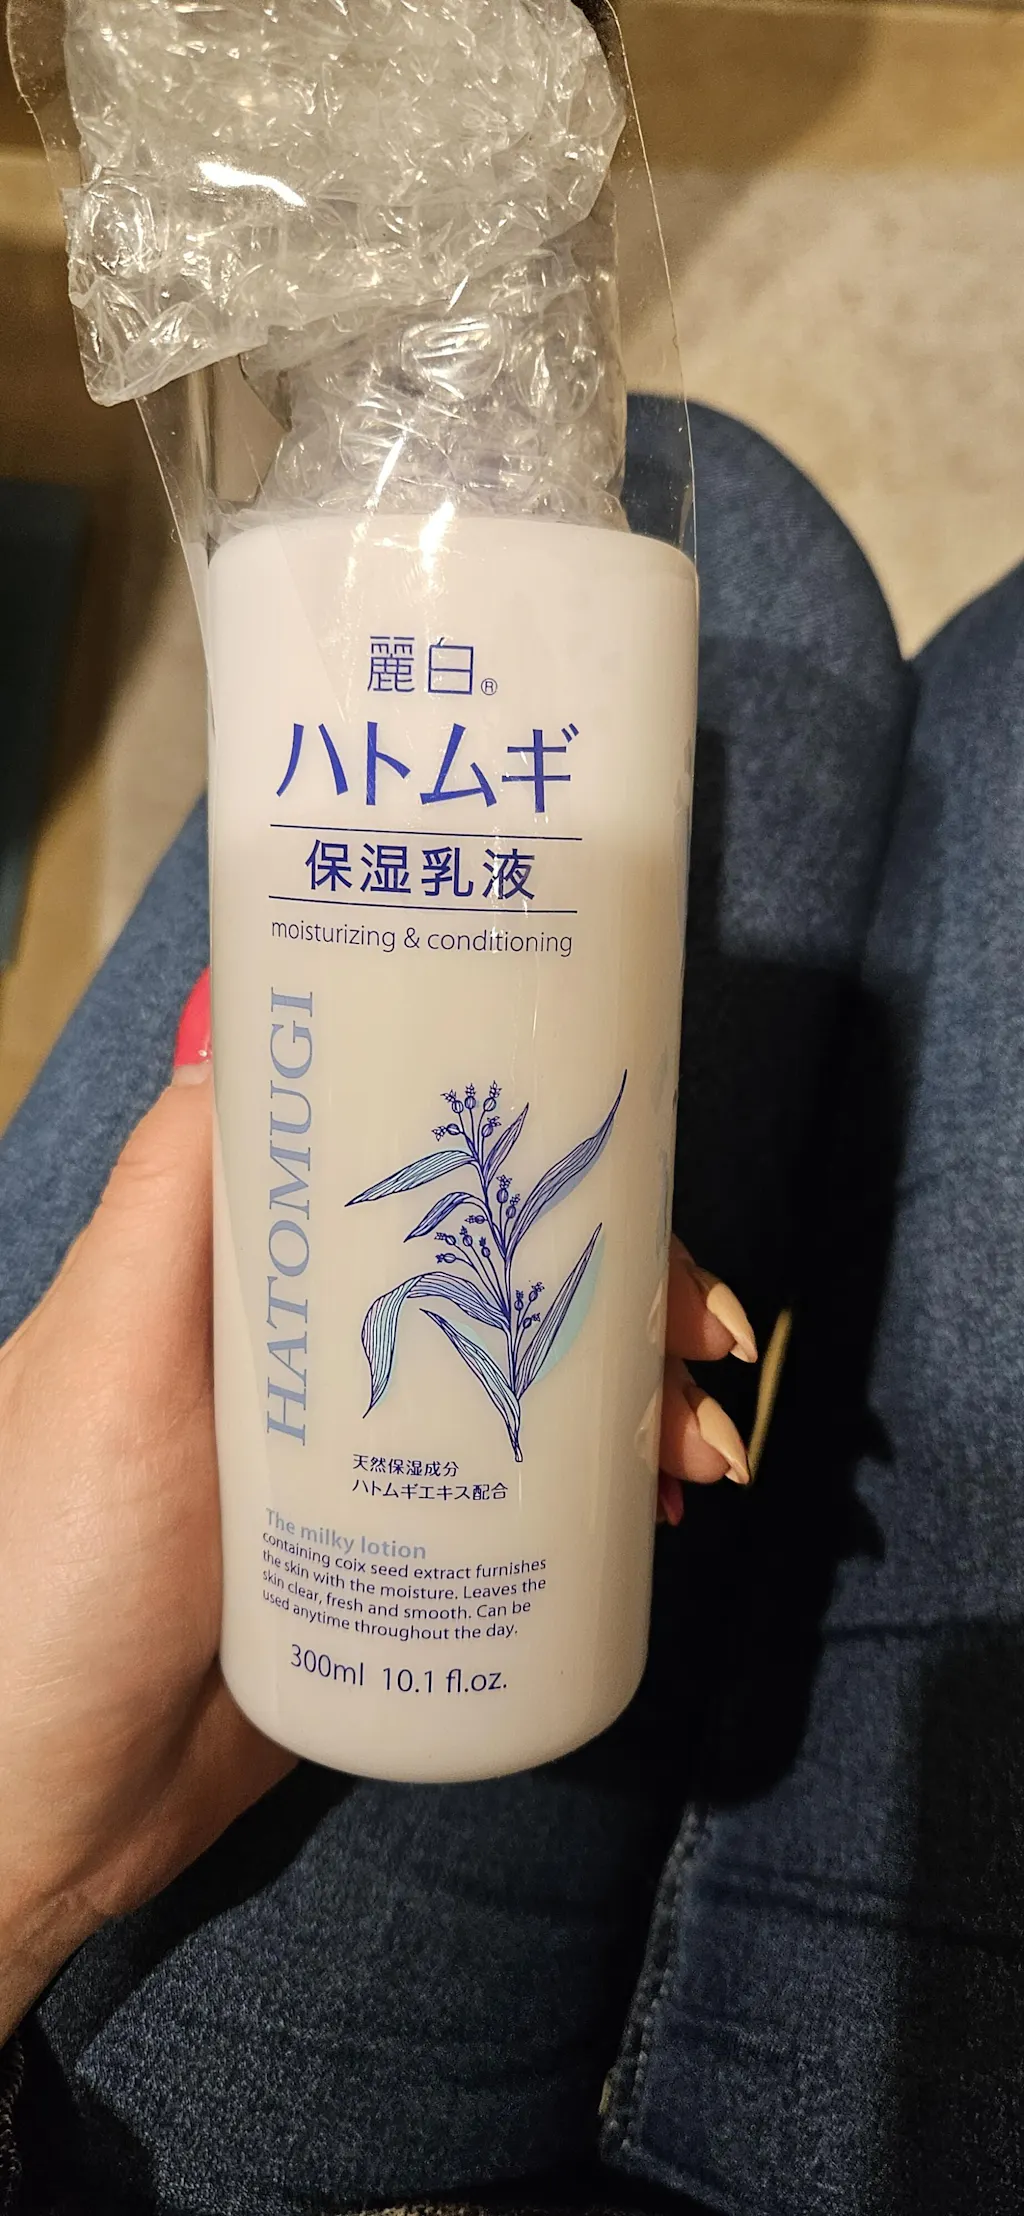 麗白®
ハトムギ
保湿乳液
moisturizing & conditioning
HATOMUGI
天然保湿成分
ハトムギエキス配合
The milky lotion
containing coix seed extract furnishes
the skin with the moisture. Leaves the
skin clear, fresh and smooth. Can be
used anytime throughout the day.
300ml 10.1 fl.oz.